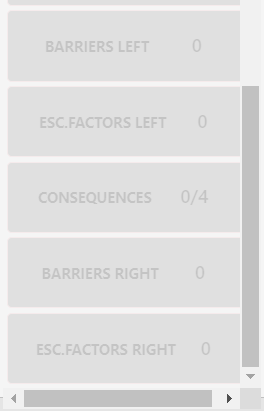 BARRIERS LEFT 0
ESC.FACTORS LEFT 0
CONSEQUENCES 0/4
BARRIERS RIGHT 0
ESC.FACTORS RIGHT 0